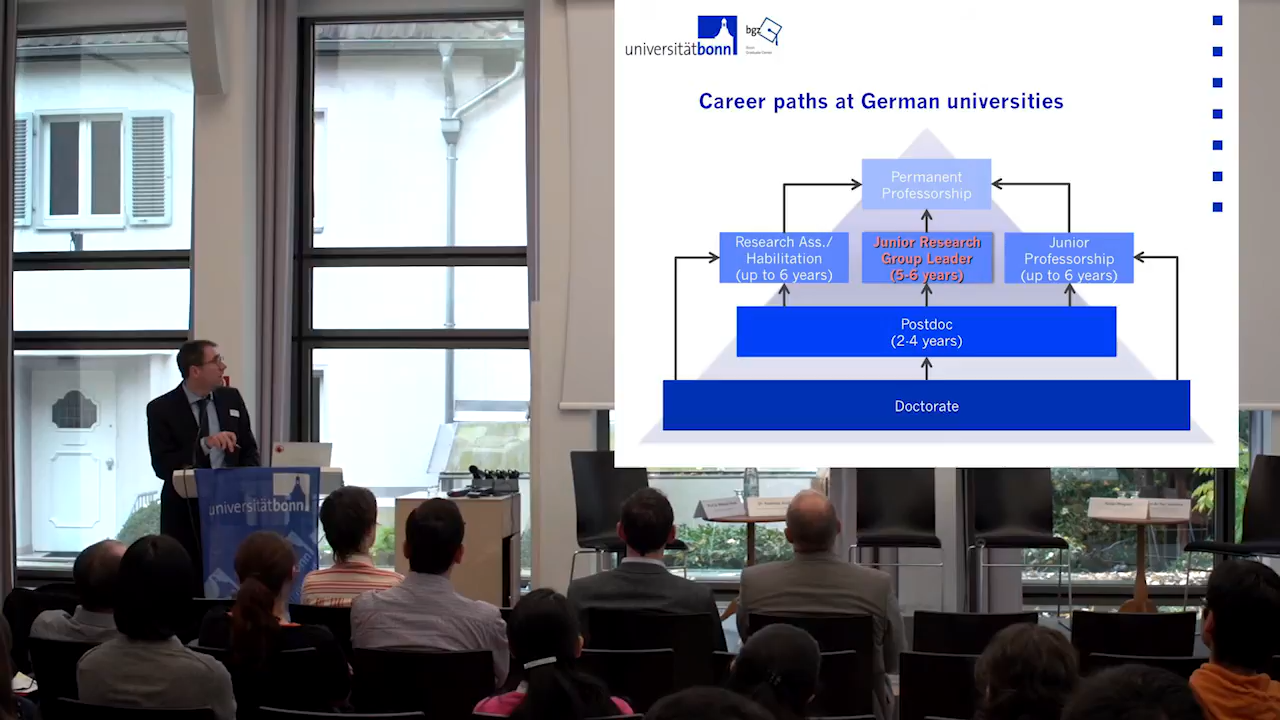 universitätbonn
bgz
Career paths at German universities
Permanent
Professorship
Research Ass./
Habilitation
(up to 6 years)
Junior Research
Group Leader
(5-6 years)
Junior
Professorship
(up to 6 years)
Postdoc
(2-4 years)
Doctorate
universitätbonn